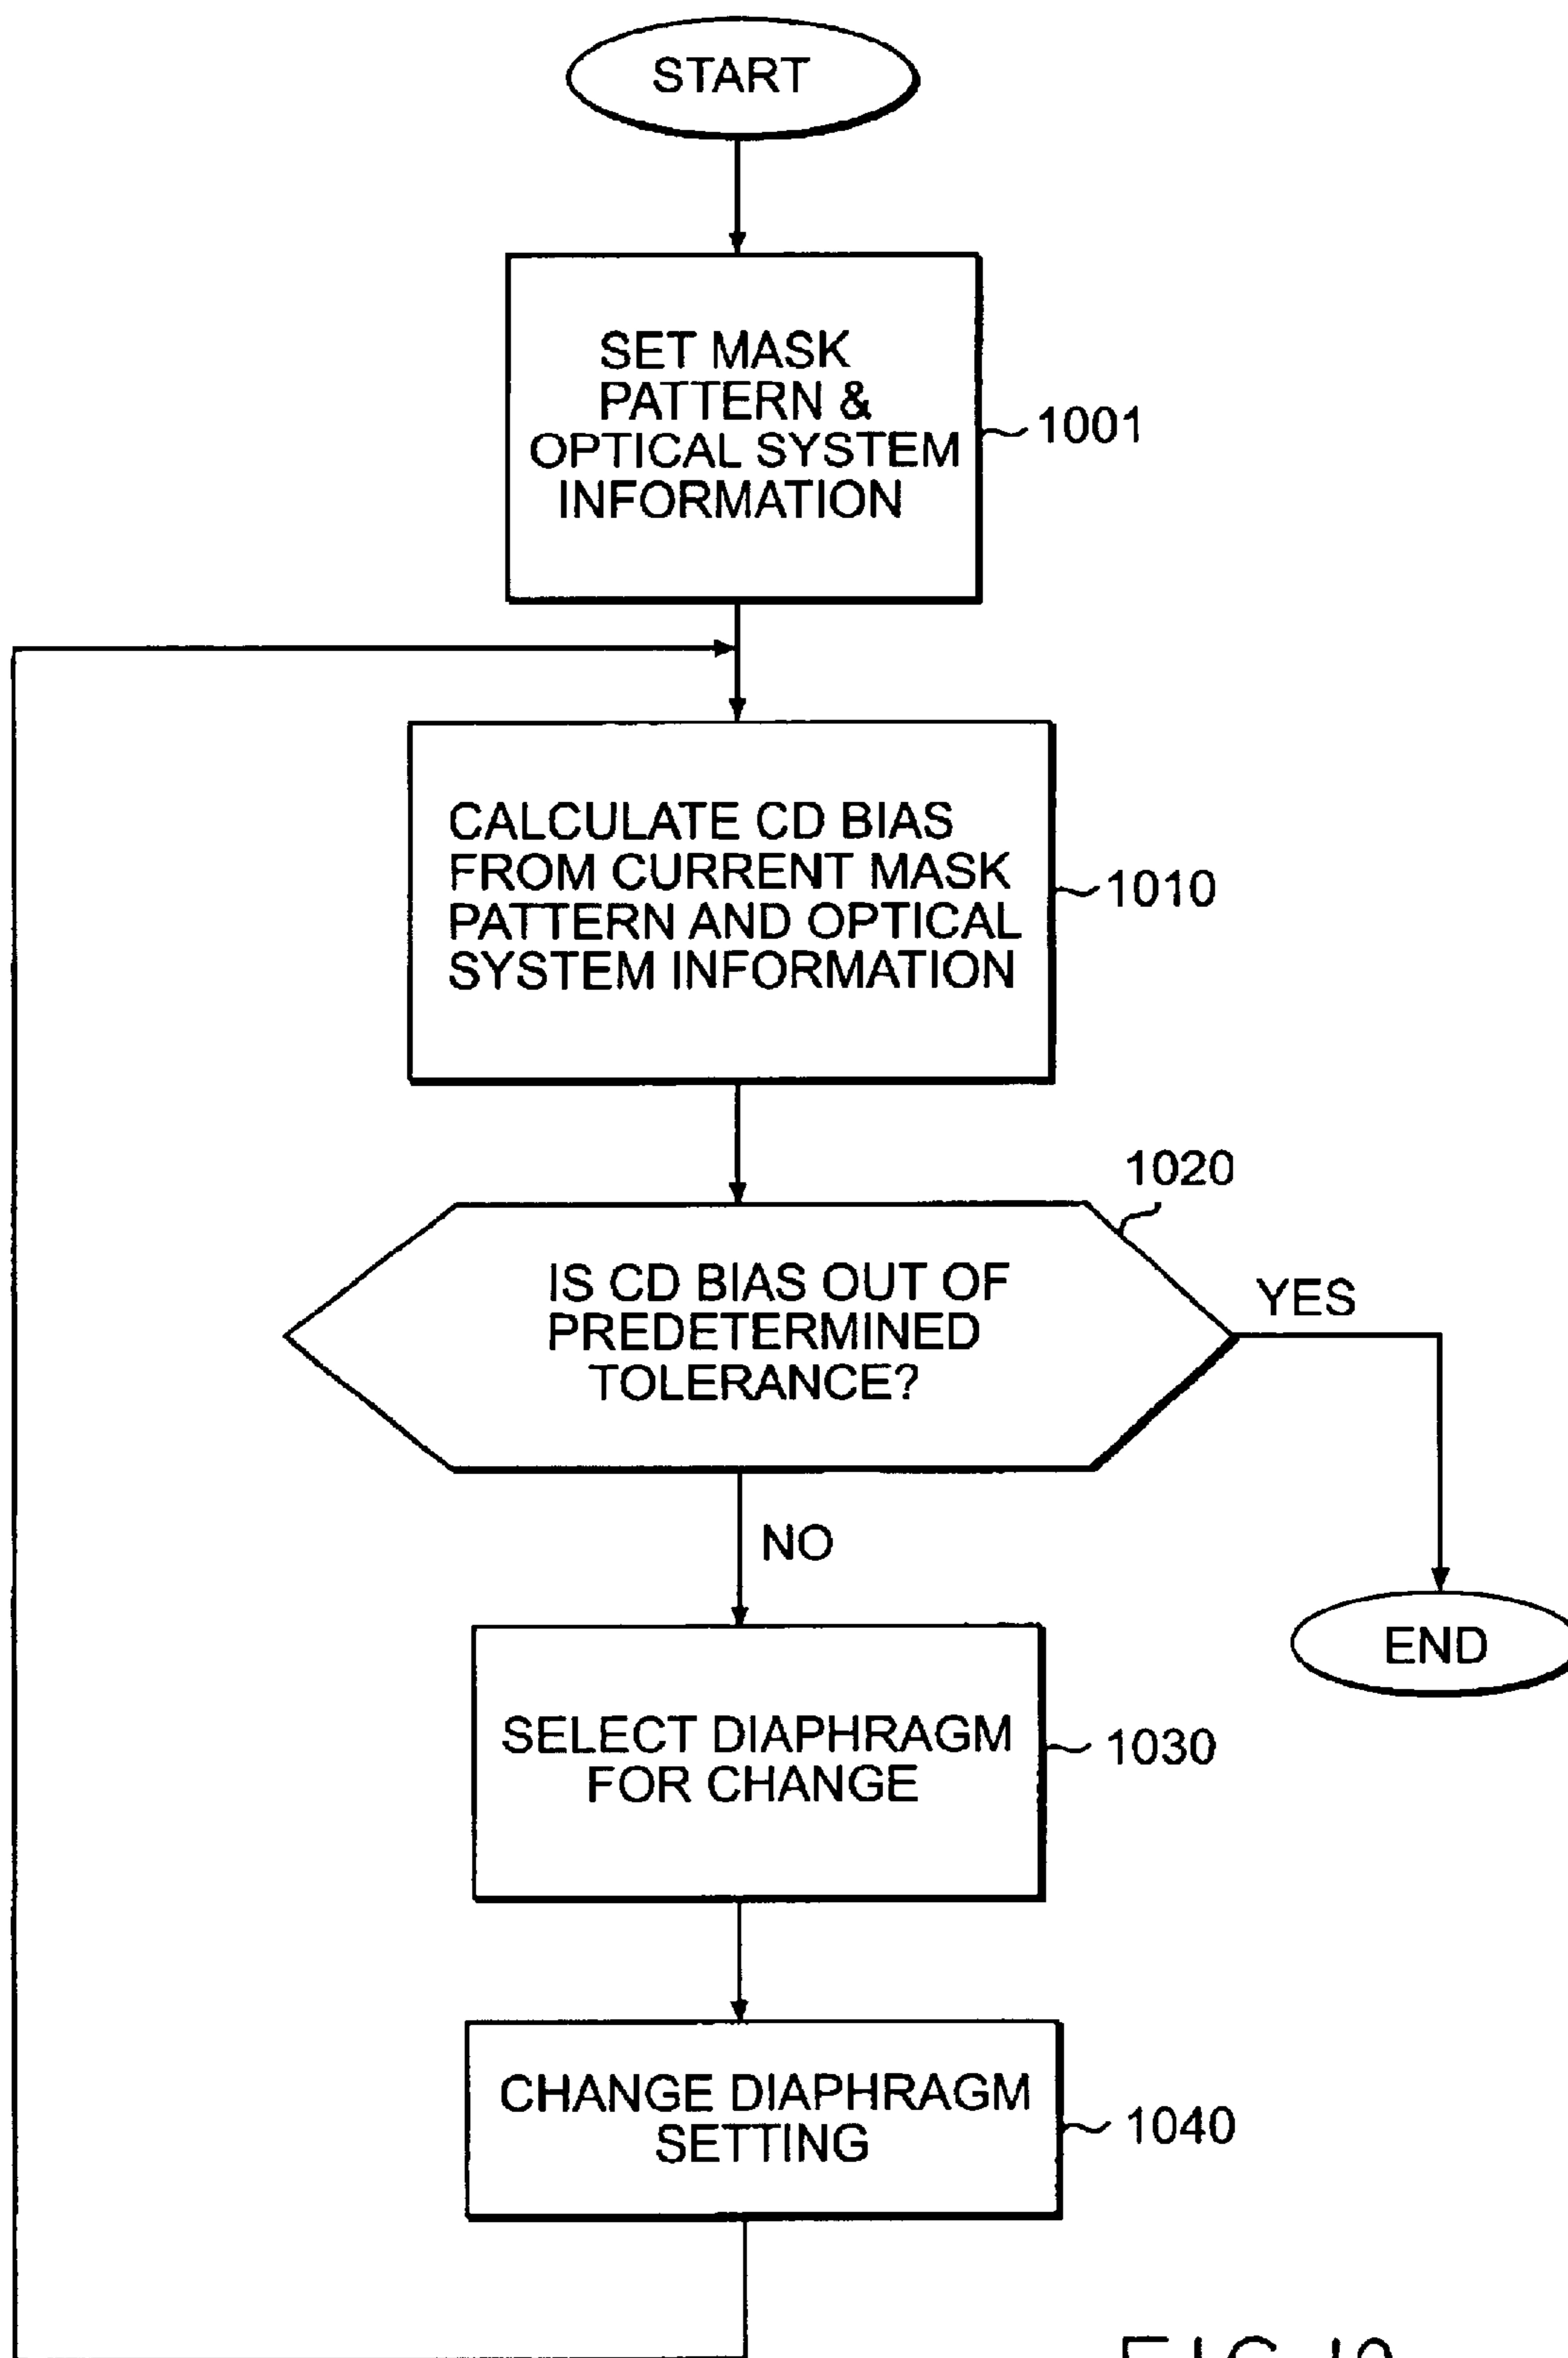 START
SET MASK
PATTERN &
OPTICAL SYSTEM
INFORMATION
1001
CALCULATE CD BIAS
FROM CURRENT MASK
PATTERN AND OPTICAL
SYSTEM INFORMATION
1010
1020
IS CD BIAS OUT OF
PREDETERMINED
TOLERANCE?
YES
NO
END
SELECT DIAPHRAGM
FOR CHANGE
1030
CHANGE DIAPHRAGM
SETTING
1040